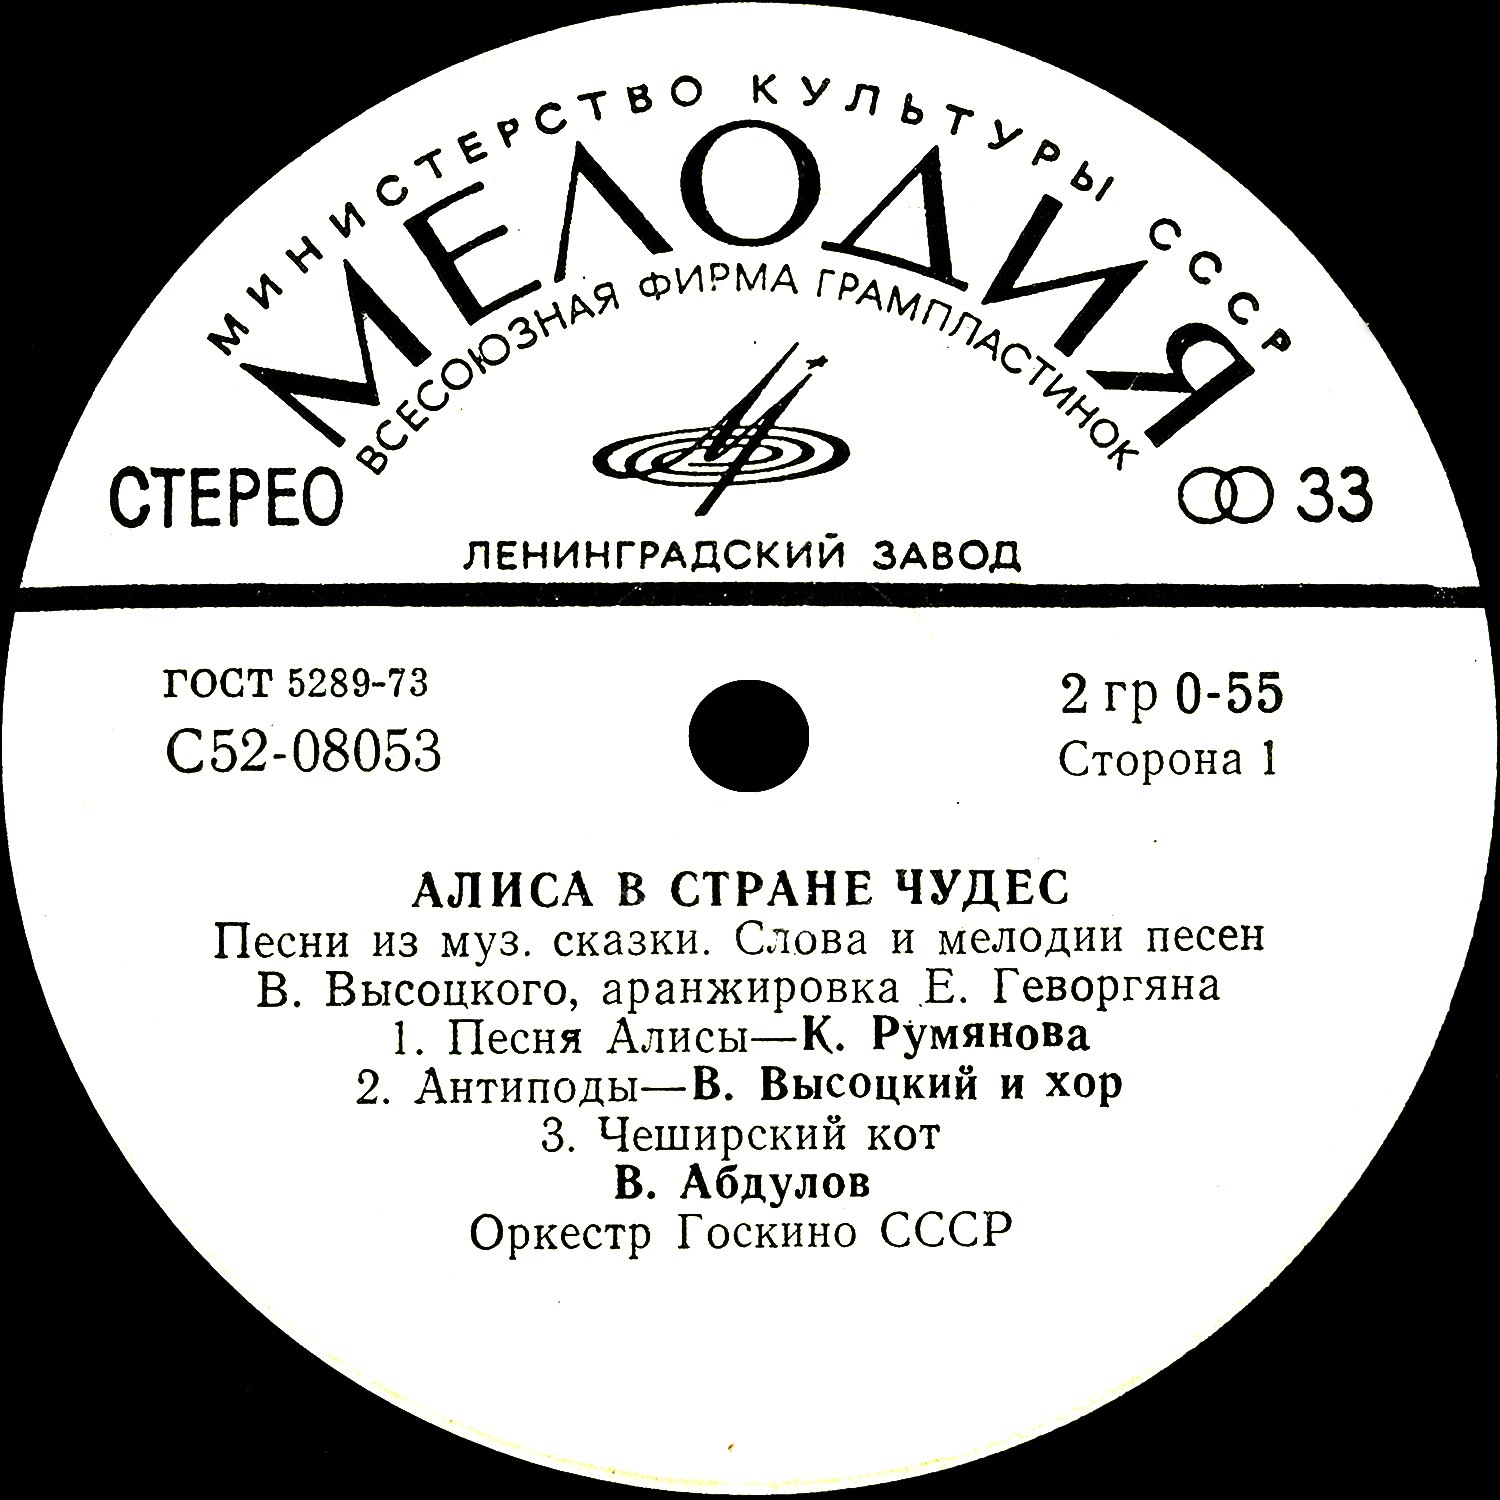 МИНИСТЕРСТВО КУЛЬТУРЫ СССР
МЕЛОДИЯ
ВСЕСОЮЗНАЯ ФИРМА ГРАМПЛАСТИНОК
СТЕРЕО
33
ЛЕНИНГРАДСКИЙ ЗАВОД
ГОСТ 5289-73
2 гр 0-55
С52-08053
Сторона 1
АЛИСА В СТРАНЕ ЧУДЕС
Песни из муз. сказки. Слова и мелодии песен
В. Высоцкого, аранжировка Е. Геворгяна
1. Песня Алисы—К. Румянова
2. Антиподы—В. Высоцкий и хор
3. Чеширский кот
В. Абдулов
Оркестр Госкино СССР